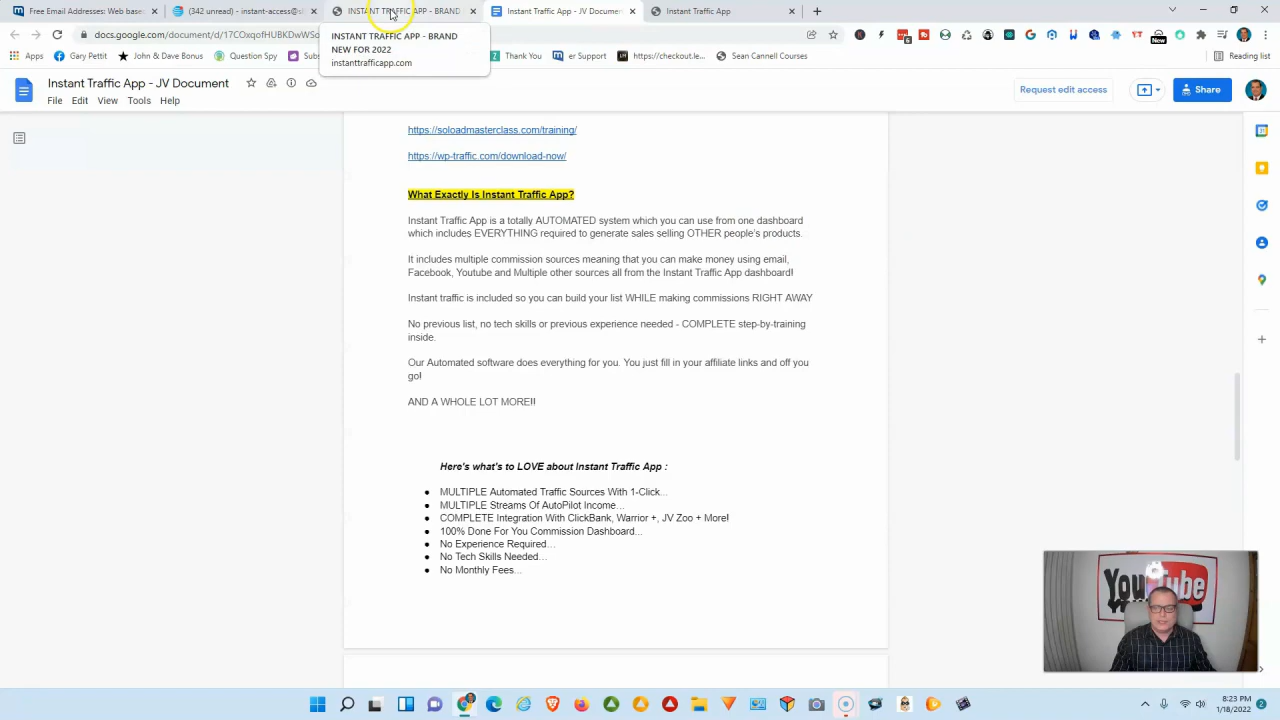 Free Email Addresses: Web based
(342 unread) - instant-access@s
INSTANT TRAFFIC APP - BRAND
Instant Traffic App - JV Document
Instant Traffic App
docs.google.com/document/d/17COxqofHUBKDwWSo
Apps
Gary Pettit
John & Dave Bonus
Question Spy
Subs
Thank You
er Support
https://checkout.le...
Sean Cannell
Reading list
INSTANT TRAFFIC APP - BRAND
NEW FOR 2022
instanttrafficapp.com
Instant Traffic App - JV Document
Request edit access
Share
File Edit View Tools Help
https://soloadmasterclass.com/training/
https://wp-traffic.com/download-now/
What Exactly Is Instant Traffic App?
Instant Traffic App is a totally AUTOMATED system which you can use from one dashboard
which includes EVERYTHING required to generate sales selling OTHER people's products.
It includes multiple commission sources meaning that you can make money using email,
Facebook, Youtube and Multiple other sources all from the Instant Traffic App dashboard!
Instant traffic is included so you can build your list WHILE making commissions RIGHT AWAY
No previous list, no tech skills or previous experience needed - COMPLETE step-by-training
inside.
Our Automated software does everything for you. You just fill in your affiliate links and off you
go!
AND A WHOLE LOT MORE!!
Here's what's to LOVE about Instant Traffic App :
● MULTIPLE Automated Traffic Sources With 1-Click...
● MULTIPLE Streams Of AutoPilot Income...
● COMPLETE Integration With ClickBank, Warrior +, JV Zoo + More!
● 100% Done For You Commission Dashboard...
● No Experience Required…
● No Tech Skills Needed…
● No Monthly Fees...
YouTube
8:23 PM
1/18/2022